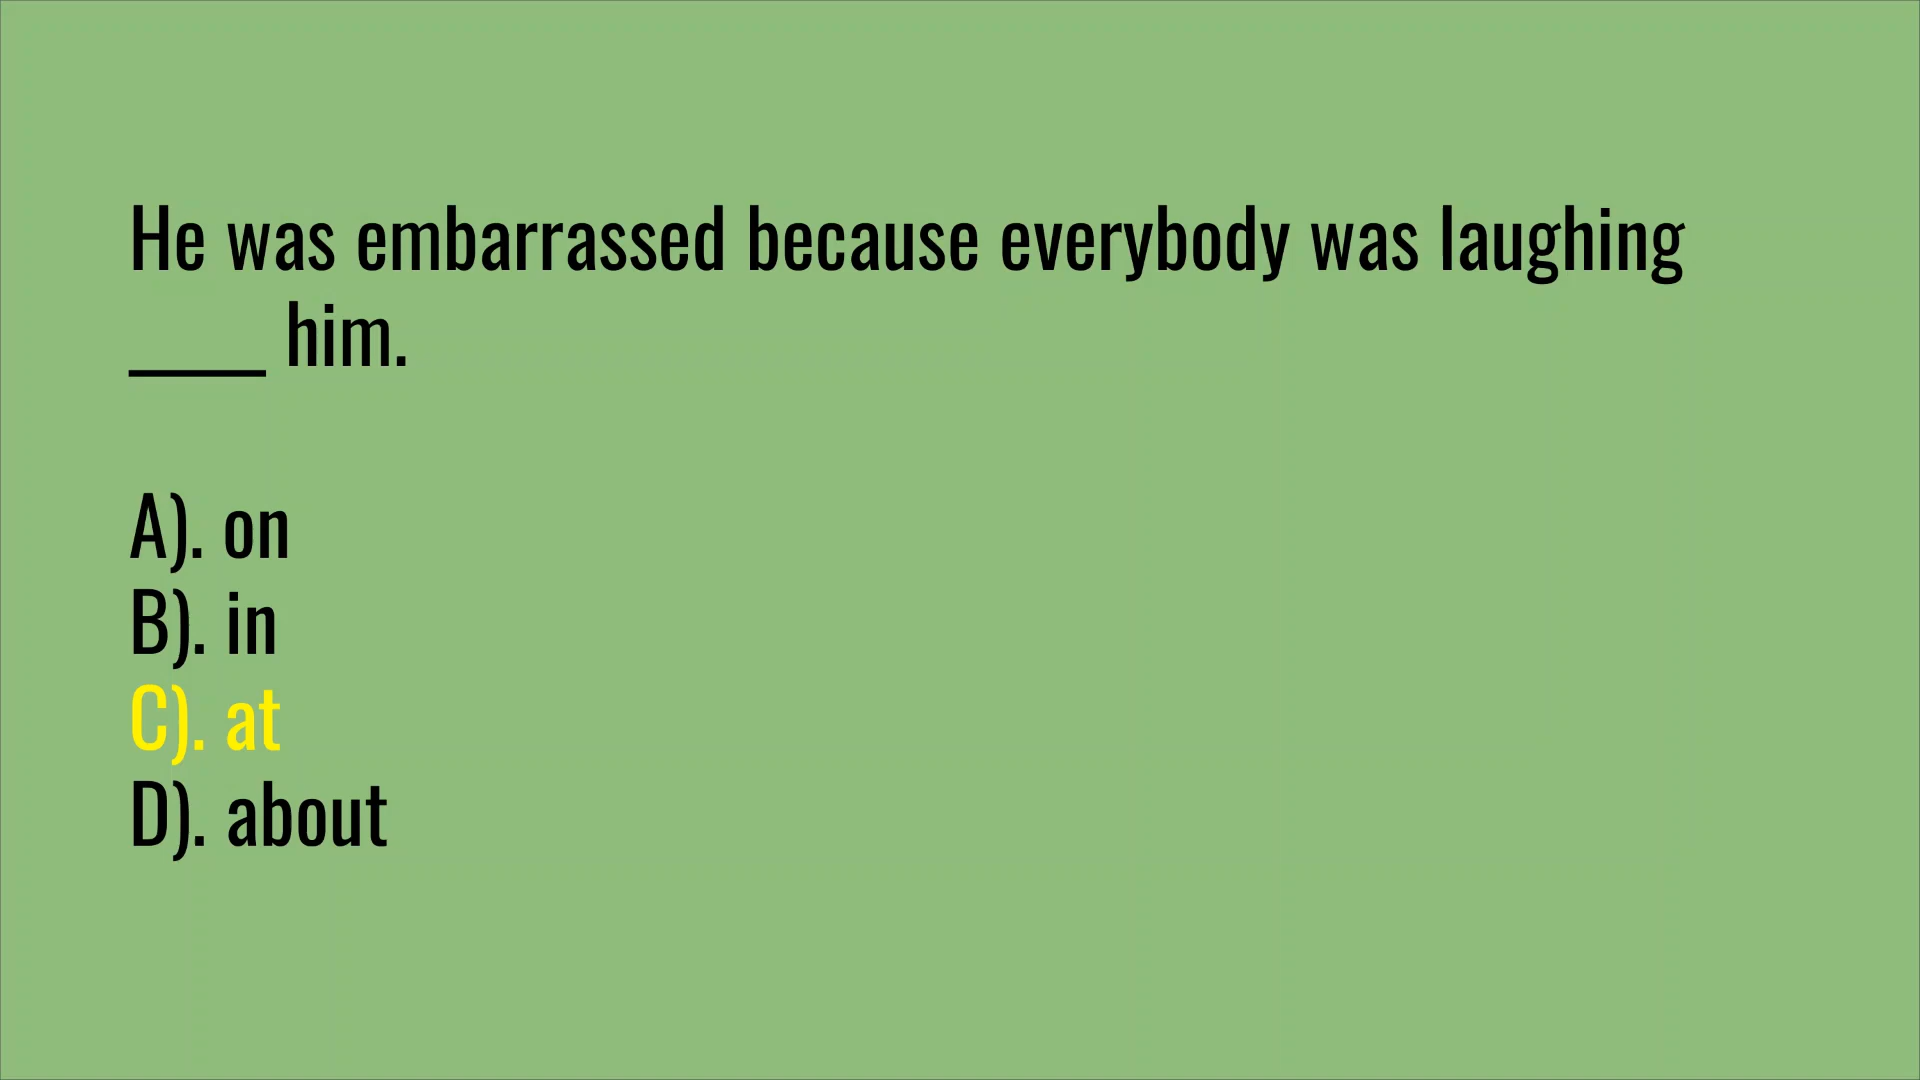 He was embarrassed because everybody was laughing
____ him.
A). on
B). in
C). at
D). about